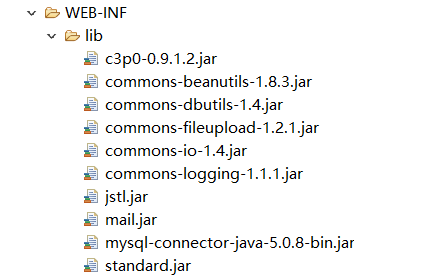 WEB-INF
lib
c3p0-0.9.1.2.jar
commons-beanutils-1.8.3.jar
commons-dbutils-1.4.jar
commons-fileupload-1.2.1.jar
commons-io-1.4.jar
commons-logging-1.1.1.jar
jstl.jar
mail.jar
mysql-connector-java-5.0.8-bin.jar
standard.jar